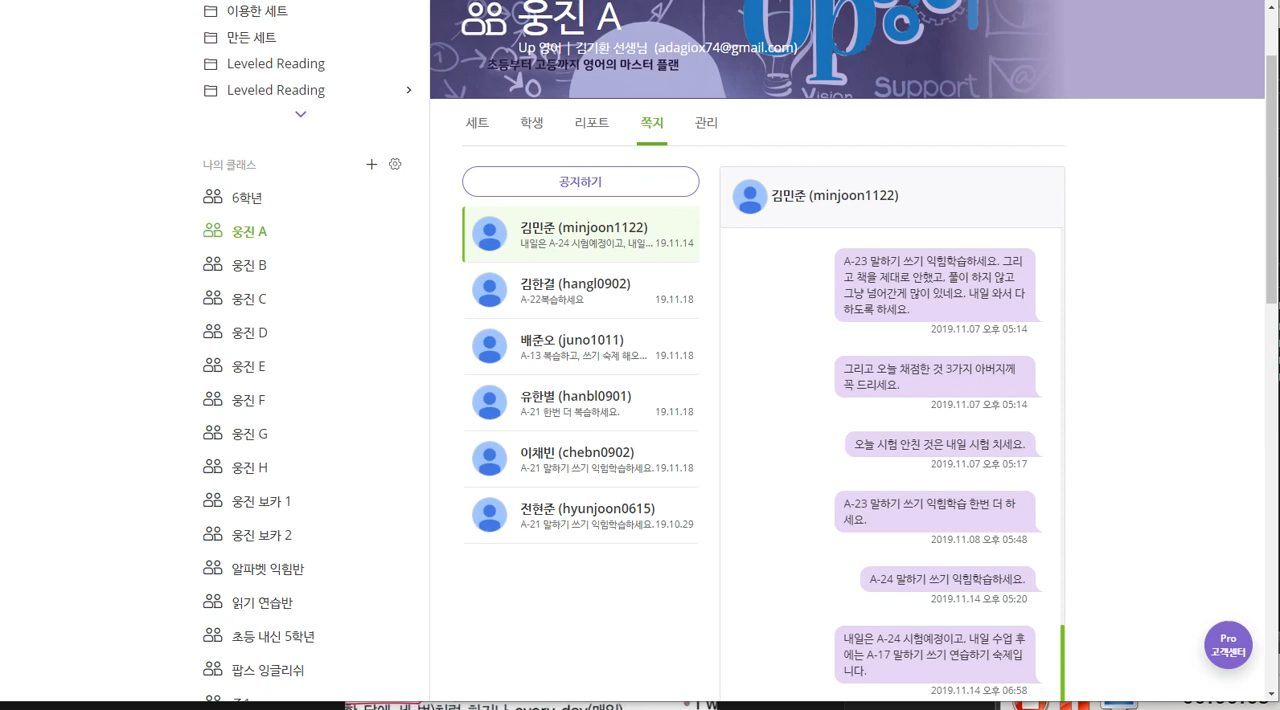 이용한 세트
만든 세트
Leveled Reading
Leveled Reading
나의 클래스
6학년
웅진 A
웅진 B
웅진 C
웅진 D
웅진 E
웅진 F
웅진 G
웅진 H
웅진 보카 1
웅진 보카 2
알파벳 익힘반
읽기 연습반
초등 내신 5학년
팝스 잉글리쉬
웅진 A
Up 영어 | 김기환 선생님 (adagiox74@gmail.com)
초등부터 고등까지 영어의 마스터 플랜
up영어
Vision
Support
세트
학생
리포트
쪽지
관리
공지하기
김민준 (minjoon1122)
내일은 A-24 시험예정이고, 내일... 19.11.14
김한결 (hangl0902)
A-22복습하세요 19.11.18
배준오 (juno1011)
A-13 복습하고, 쓰기 숙제 해오... 19.11.18
유한별 (hanbl0901)
A-21 한번 더 복습하세요. 19.11.18
이채빈 (chebn0902)
A-21 말하기 쓰기 익힘학습하세요. 19.11.18
전현준 (hyunjoon0615)
A-21 말하기 쓰기 익힘학습하세요. 19.10.29
김민준 (minjoon1122)
A-23 말하기 쓰기 익힘학습하세요. 그리
고 책을 제대로 안했고, 풀이 하지 않고
그냥 넘어간게 많이 있네요. 내일 와서 다
하도록 하세요.
2019.11.07 오후 05:14
그리고 오늘 채점한 것 3가지 아버지께
꼭 드리세요.
2019.11.07 오후 05:14
오늘 시험 안친 것은 내일 시험 치세요.
2019.11.07 오후 05:17
A-23 말하기 쓰기 익힘학습 한번 더 하
세요.
2019.11.08 오후 05:48
A-24 말하기 쓰기 익힘학습하세요.
2019.11.14 오후 05:20
내일은 A-24 시험예정이고, 내일 수업 후
에는 A-17 말하기 쓰기 연습하기 숙제입
니다.
2019.11.14 오후 06:58
Pro
고객센터